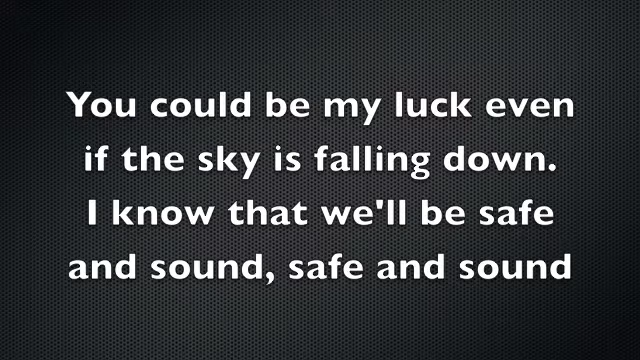 You could be my luck even
if the sky is falling down.
I know that we'll be safe
and sound, safe and sound